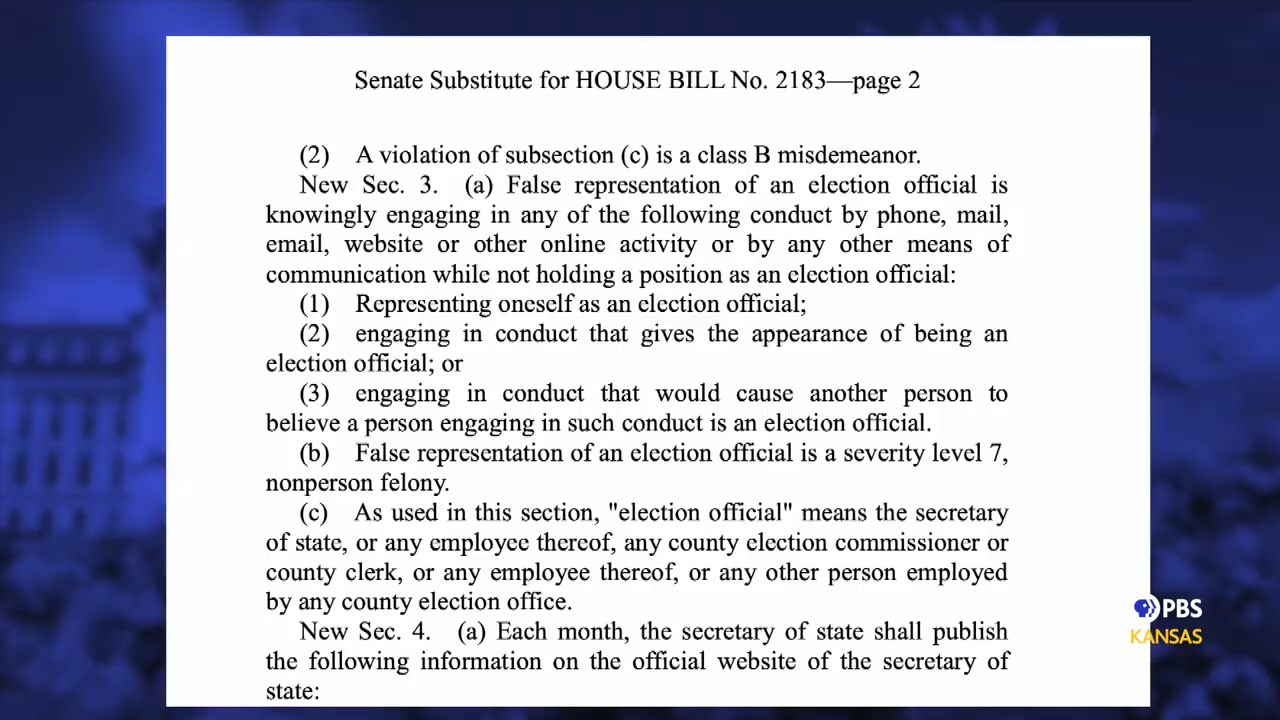 Senate Substitute for HOUSE BILL No. 2183—page 2
(2) A violation of subsection (c) is a class B misdemeanor.
New Sec. 3. (a) False representation of an election official is
knowingly engaging in any of the following conduct by phone, mail,
email, website or other online activity or by any other means of
communication while not holding a position as an election official:
(1) Representing oneself as an election official;
(2) engaging in conduct that gives the appearance of being an
election official; or
(3) engaging in conduct that would cause another person to
believe a person engaging in such conduct is an election official.
(b) False representation of an election official is a severity level 7,
nonperson felony.
(c) As used in this section, "election official" means the secretary
of state, or any employee thereof, any county election commissioner or
county clerk, or any employee thereof, or any other person employed
by any county election office.
New Sec. 4. (a) Each month, the secretary of state shall publish
the following information on the official website of the secretary of
state:
PBS
KANSAS